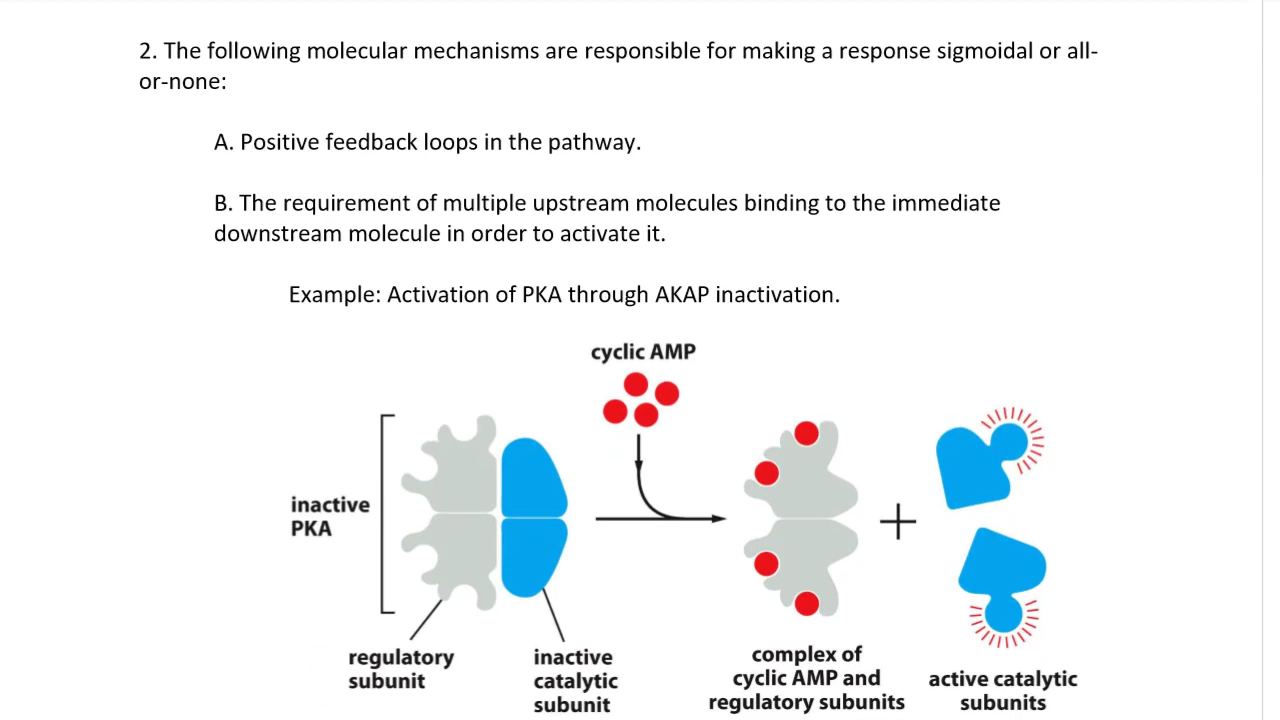 2. The following molecular mechanisms are responsible for making a response sigmoidal or all-
or-none:
A. Positive feedback loops in the pathway.
B. The requirement of multiple upstream molecules binding to the immediate
downstream molecule in order to activate it.
Example: Activation of PKA through AKAP inactivation.
cyclic AMP
inactive
PKA
+
regulatory
subunit
inactive
catalytic
subunit
complex of
cyclic AMP and
regulatory subunits
active catalytic
subunits